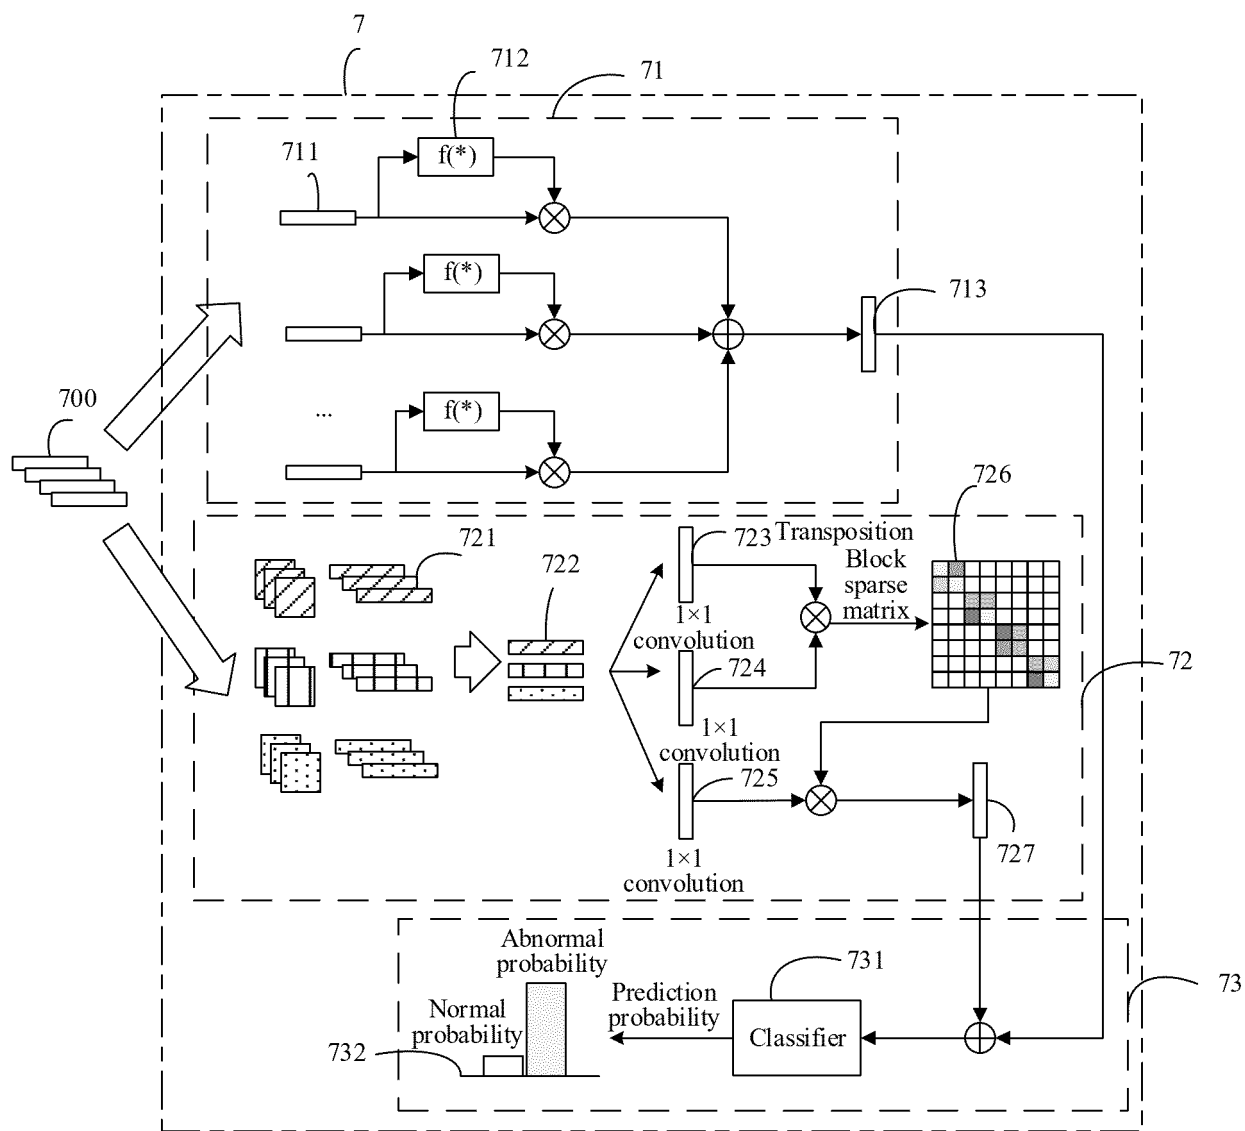 7
712
71
711
f(*)
f(*)
713
700
...
f(*)
726
721
722
723
Transposition
Block
sparse
matrix
1×1
convolution
724
72
1×1
convolution
725
727
1×1
convolution
Abnormal
probability
731
73
Normal
probability
Prediction
probability
Classifier
732